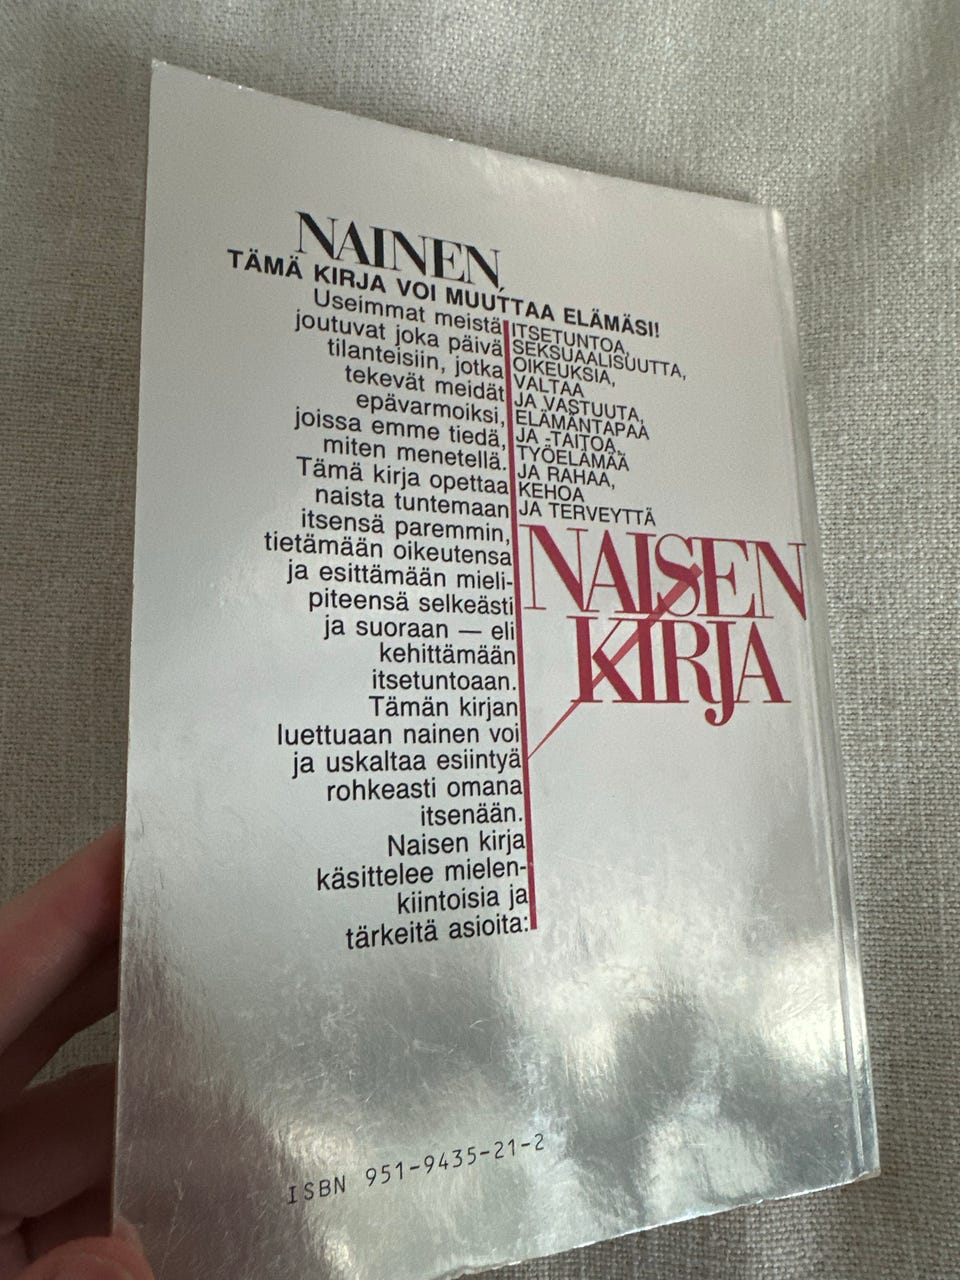 NAINEN,
TÄMÄ KIRJA VOI MUUTTAA ELÄMÄSI!
Useimmat meistä
joutuvat joka päivä
tilanteisiin, jotka
tekevät meidät
epävarmoiksi,
joissa emme tiedä,
miten menetellä.
Tämä kirja opettaa
naista tuntemaan
itsensä paremmin,
tietämään oikeutensa
ja esittämään mieli-
piteensä selkeästi
ja suoraan — eli
kehittämään
itsetuntoaan.
Tämän kirjan
luettuaan nainen voi
ja uskaltaa esiintyä
rohkeasti omana
itsenään.
Naisen kirja
käsittelee mielen-
kiintoisia ja
tärkeitä asioita:
ITSETUNTOA,
SEKSUAALISUUTTA,
OIKEUKSIA,
VALTAA
JA VASTUUTA,
ELÄMÄNTAPAA
JA -TAITOA,
TYÖELÄMÄÄ
JA RAHAA,
KEHOA
JA TERVEYTTÄ
NAISEN
KIRJA
ISBN 951-9435-21-2